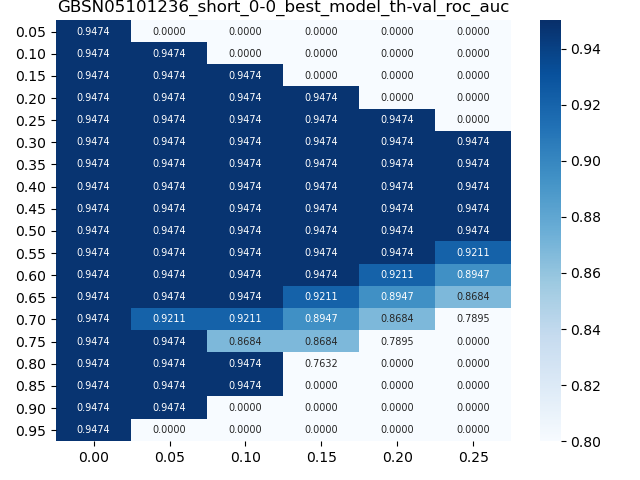 GBSN05101236_short_0-0_best_model_th-val_roc_auc
0.05 0.9474 0.0000 0.0000 0.0000 0.0000 0.0000
0.10 0.9474 0.9474 0.0000 0.0000 0.0000 0.0000
0.15 0.9474 0.9474 0.9474 0.0000 0.0000 0.0000
0.20 0.9474 0.9474 0.9474 0.9474 0.0000 0.0000
0.25 0.9474 0.9474 0.9474 0.9474 0.9474 0.0000
0.30 0.9474 0.9474 0.9474 0.9474 0.9474 0.9474
0.35 0.9474 0.9474 0.9474 0.9474 0.9474 0.9474
0.40 0.9474 0.9474 0.9474 0.9474 0.9474 0.9474
0.45 0.9474 0.9474 0.9474 0.9474 0.9474 0.9474
0.50 0.9474 0.9474 0.9474 0.9474 0.9474 0.9474
0.55 0.9474 0.9474 0.9474 0.9474 0.9474 0.9211
0.60 0.9474 0.9474 0.9474 0.9474 0.9211 0.8947
0.65 0.9474 0.9474 0.9474 0.9211 0.8947 0.8684
0.70 0.9474 0.9211 0.9211 0.8947 0.8684 0.7895
0.75 0.9474 0.9474 0.8684 0.8684 0.7895 0.0000
0.80 0.9474 0.9474 0.9474 0.7632 0.0000 0.0000
0.85 0.9474 0.9474 0.9474 0.0000 0.0000 0.0000
0.90 0.9474 0.9474 0.0000 0.0000 0.0000 0.0000
0.95 0.9474 0.0000 0.0000 0.0000 0.0000 0.0000
0.00 0.05 0.10 0.15 0.20 0.25
0.94
0.92
0.90
0.88
0.86
0.84
0.82
0.80